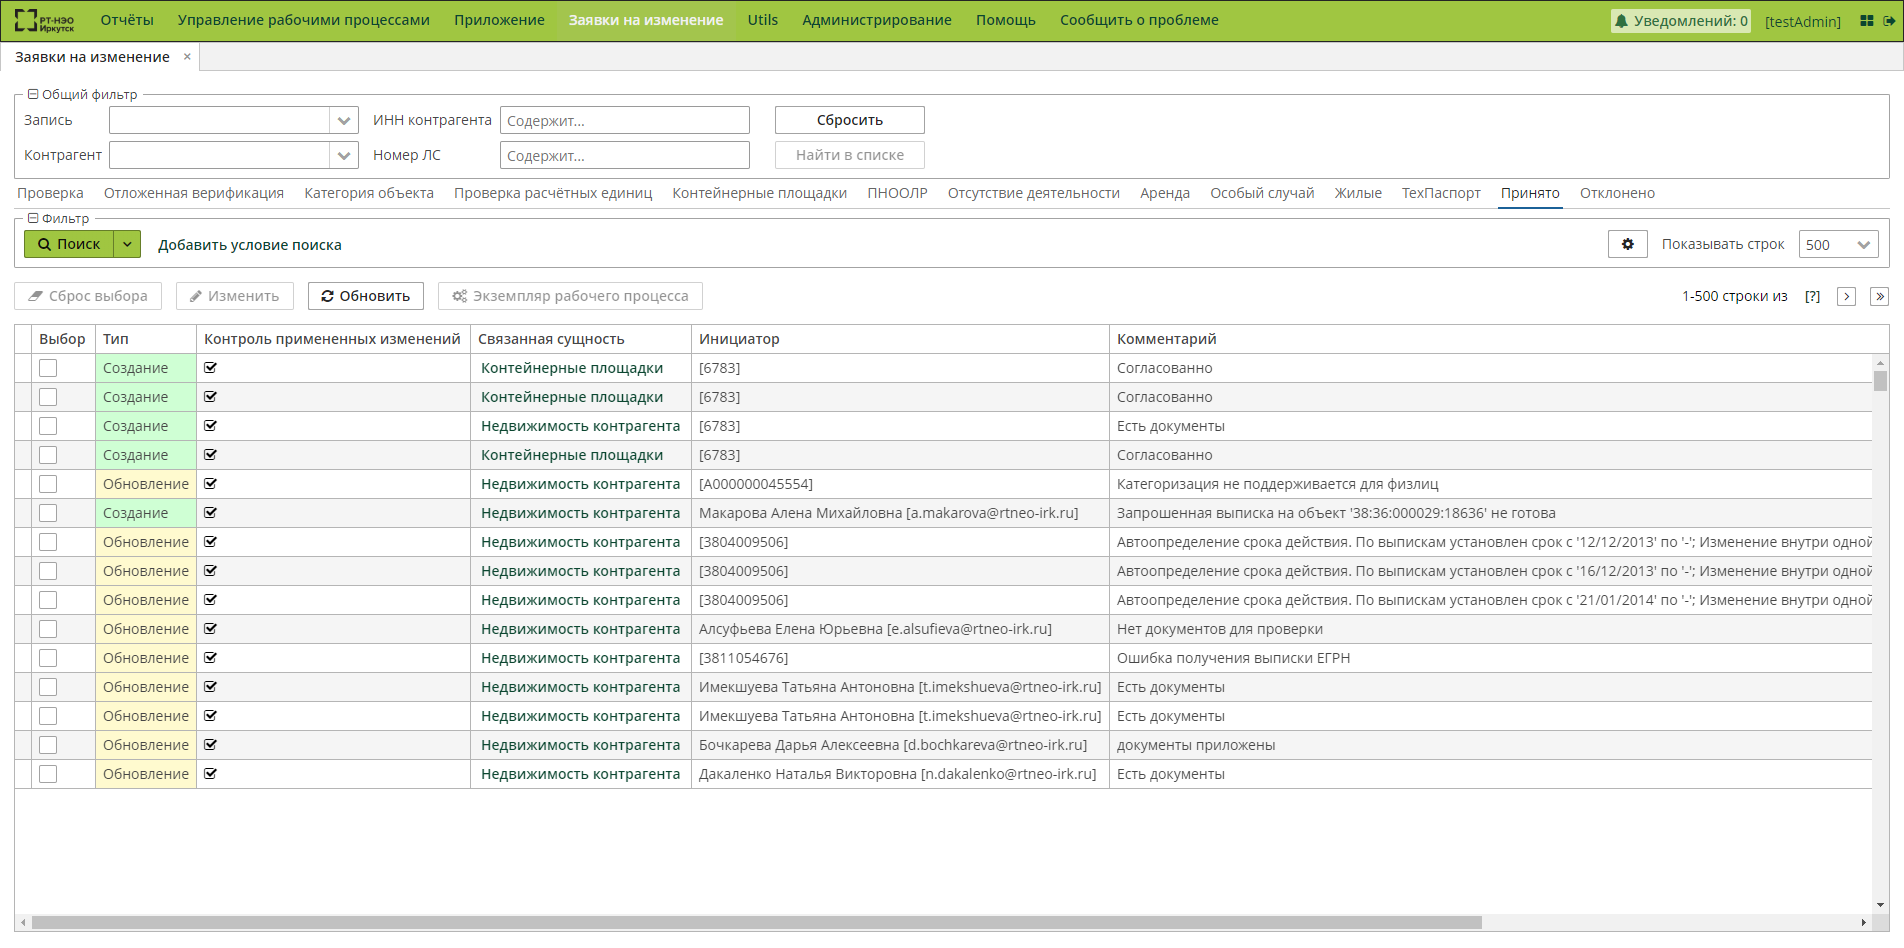 РТ-НЭО Иркутск
Отчёты Управление рабочими процессами Приложение Заявки на изменение Utils Администрирование Помощь Сообщить о проблеме Уведомлений: 0 [testAdmin]
Заявки на изменение ×
Общий фильтр
Запись ИНН контрагента Содержит... Сбросить
Контрагент Номер ЛС Содержит... Найти в списке
Проверка Отложенная верификация Категория объекта Проверка расчётных единиц Контейнерные площадки ПНООЛР Отсутствие деятельности Аренда Особый случай Жилые ТехПаспорт Принято Отклонено
Фильтр
Поиск Добавить условие поиска Показывать строк 500
Сброс выбора Изменить Обновить Экземпляр рабочего процесса 1-500 строки из [?]
Выбор Тип Контроль примененных изменений Связанная сущность Инициатор Комментарий
Создание Контейнерные площадки [6783] Согласованно
Создание Контейнерные площадки [6783] Согласованно
Создание Недвижимость контрагента [6783] Есть документы
Создание Контейнерные площадки [6783] Согласованно
Обновление Недвижимость контрагента [A000000045554] Категоризация не поддерживается для физлиц
Создание Недвижимость контрагента Макарова Алена Михайловна [a.makarova@rtneo-irk.ru] Запрошенная выписка на объект '38:36:000029:18636' не готова
Обновление Недвижимость контрагента [3804009506] Автоопределение срока действия. По выпискам установлен срок с '12/12/2013' по '-'; Изменение внутри одной
Обновление Недвижимость контрагента [3804009506] Автоопределение срока действия. По выпискам установлен срок с '16/12/2013' по '-'; Изменение внутри одной
Обновление Недвижимость контрагента [3804009506] Автоопределение срока действия. По выпискам установлен срок с '21/01/2014' по '-'; Изменение внутри одной
Обновление Недвижимость контрагента Алсуфьева Елена Юрьевна [e.alsufieva@rtneo-irk.ru] Нет документов для проверки
Обновление Недвижимость контрагента [3811054676] Ошибка получения выписки ЕГРН
Обновление Недвижимость контрагента Имекшуева Татьяна Антоновна [t.imekshueva@rtneo-irk.ru] Есть документы
Обновление Недвижимость контрагента Имекшуева Татьяна Антоновна [t.imekshueva@rtneo-irk.ru] Есть документы
Обновление Недвижимость контрагента Бочкарева Дарья Алексеевна [d.bochkareva@rtneo-irk.ru] документы приложены
Обновление Недвижимость контрагента Дакаленко Наталья Викторовна [n.dakalenko@rtneo-irk.ru] Есть документы